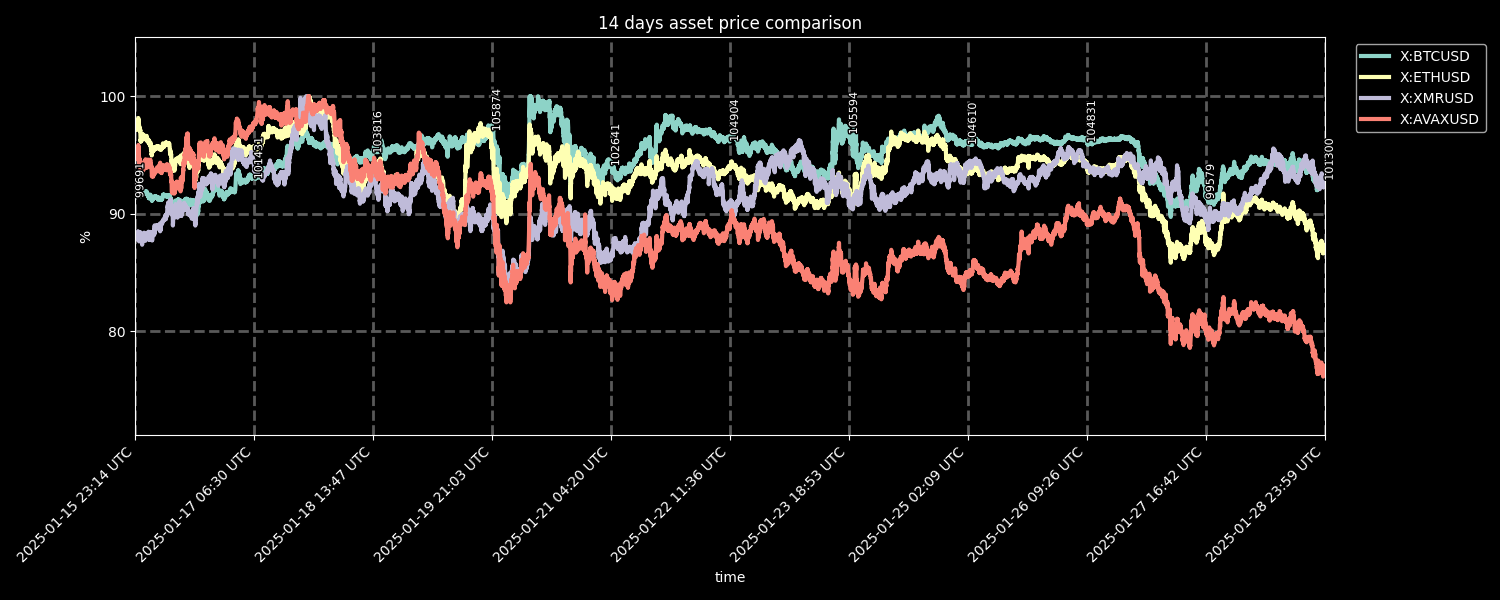 14 days asset price comparison
X:BTCUSD
X:ETHUSD
X:XMRUSD
X:AVAXUSD
100
90
80
%
103816
105874
102641
104904
105594
104610
104831
99579
101300
2025-01-15 23:14 UTC
2025-01-17 06:30 UTC
2025-01-18 13:47 UTC
2025-01-19 21:03 UTC
2025-01-21 04:20 UTC
2025-01-22 11:36 UTC
2025-01-23 18:53 UTC
2025-01-25 02:09 UTC
2025-01-26 09:26 UTC
2025-01-27 16:42 UTC
2025-01-28 23:59 UTC
time